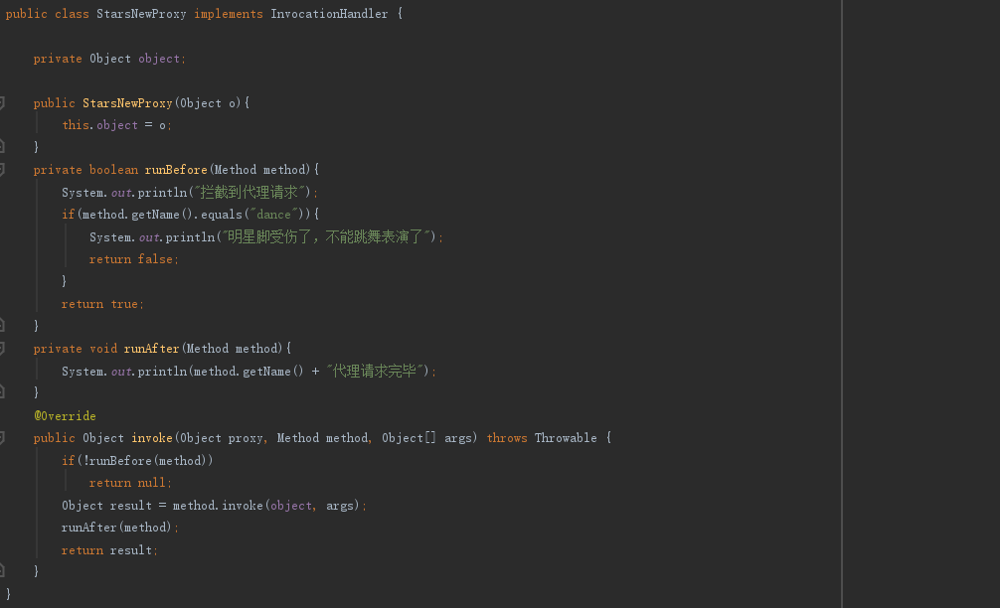 public class StarsNewProxy implements InvocationHandler {
private Object object;
public StarsNewProxy(Object o){
this.object = o;
}
private boolean runBefore(Method method){
System.out.println("拦截到代理请求");
if(method.getName().equals("dance")){
System.out.println("明星脚受伤了，不能跳舞表演了");
return false;
}
return true;
}
private void runAfter(Method method){
System.out.println(method.getName() + "代理请求完毕");
}
@Override
public Object invoke(Object proxy, Method method, Object[] args) throws Throwable {
if(!runBefore(method))
return null;
Object result = method.invoke(object, args);
runAfter(method);
return result;
}
}